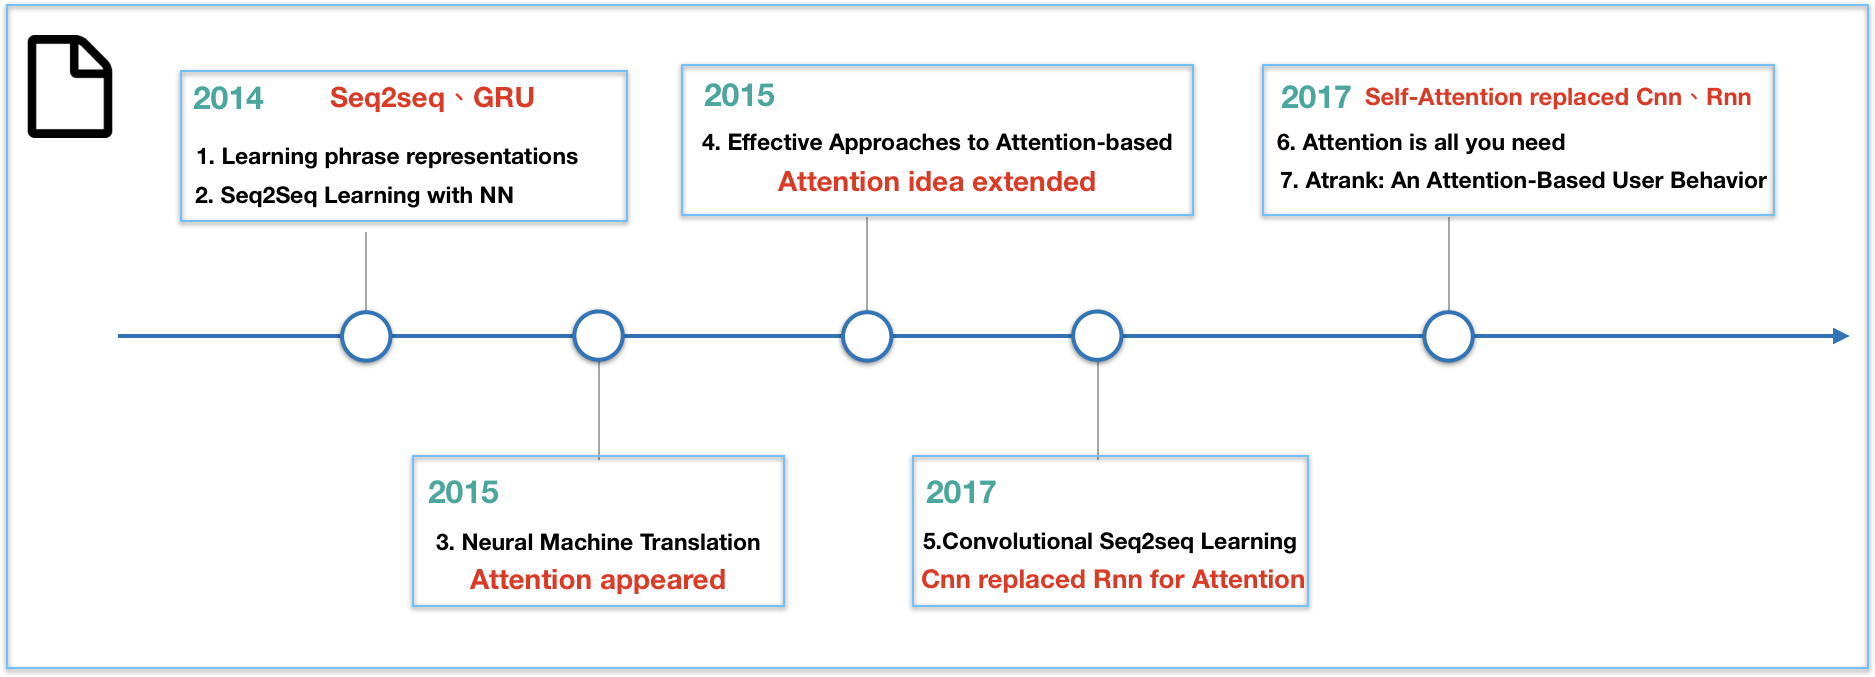 2014 Seq2seq、GRU
1. Learning phrase representations
2. Seq2Seq Learning with NN
2015
3. Neural Machine Translation
Attention appeared
2015
4. Effective Approaches to Attention-based
Attention idea extended
2017
5.Convolutional Seq2seq Learning
Cnn replaced Rnn for Attention
2017 Self-Attention replaced Cnn、Rnn
6. Attention is all you need
7. Atrank: An Attention-Based User Behavior